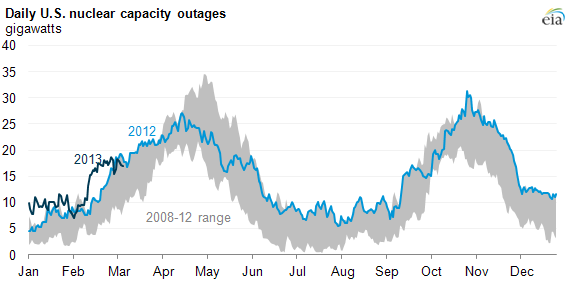 Daily U.S. nuclear capacity outages
gigawatts
eia
40
35
30
25
20
15
10
5
0
2013
2012
2008-12 range
Jan Feb Mar Apr May Jun Jul Aug Sep Oct Nov Dec